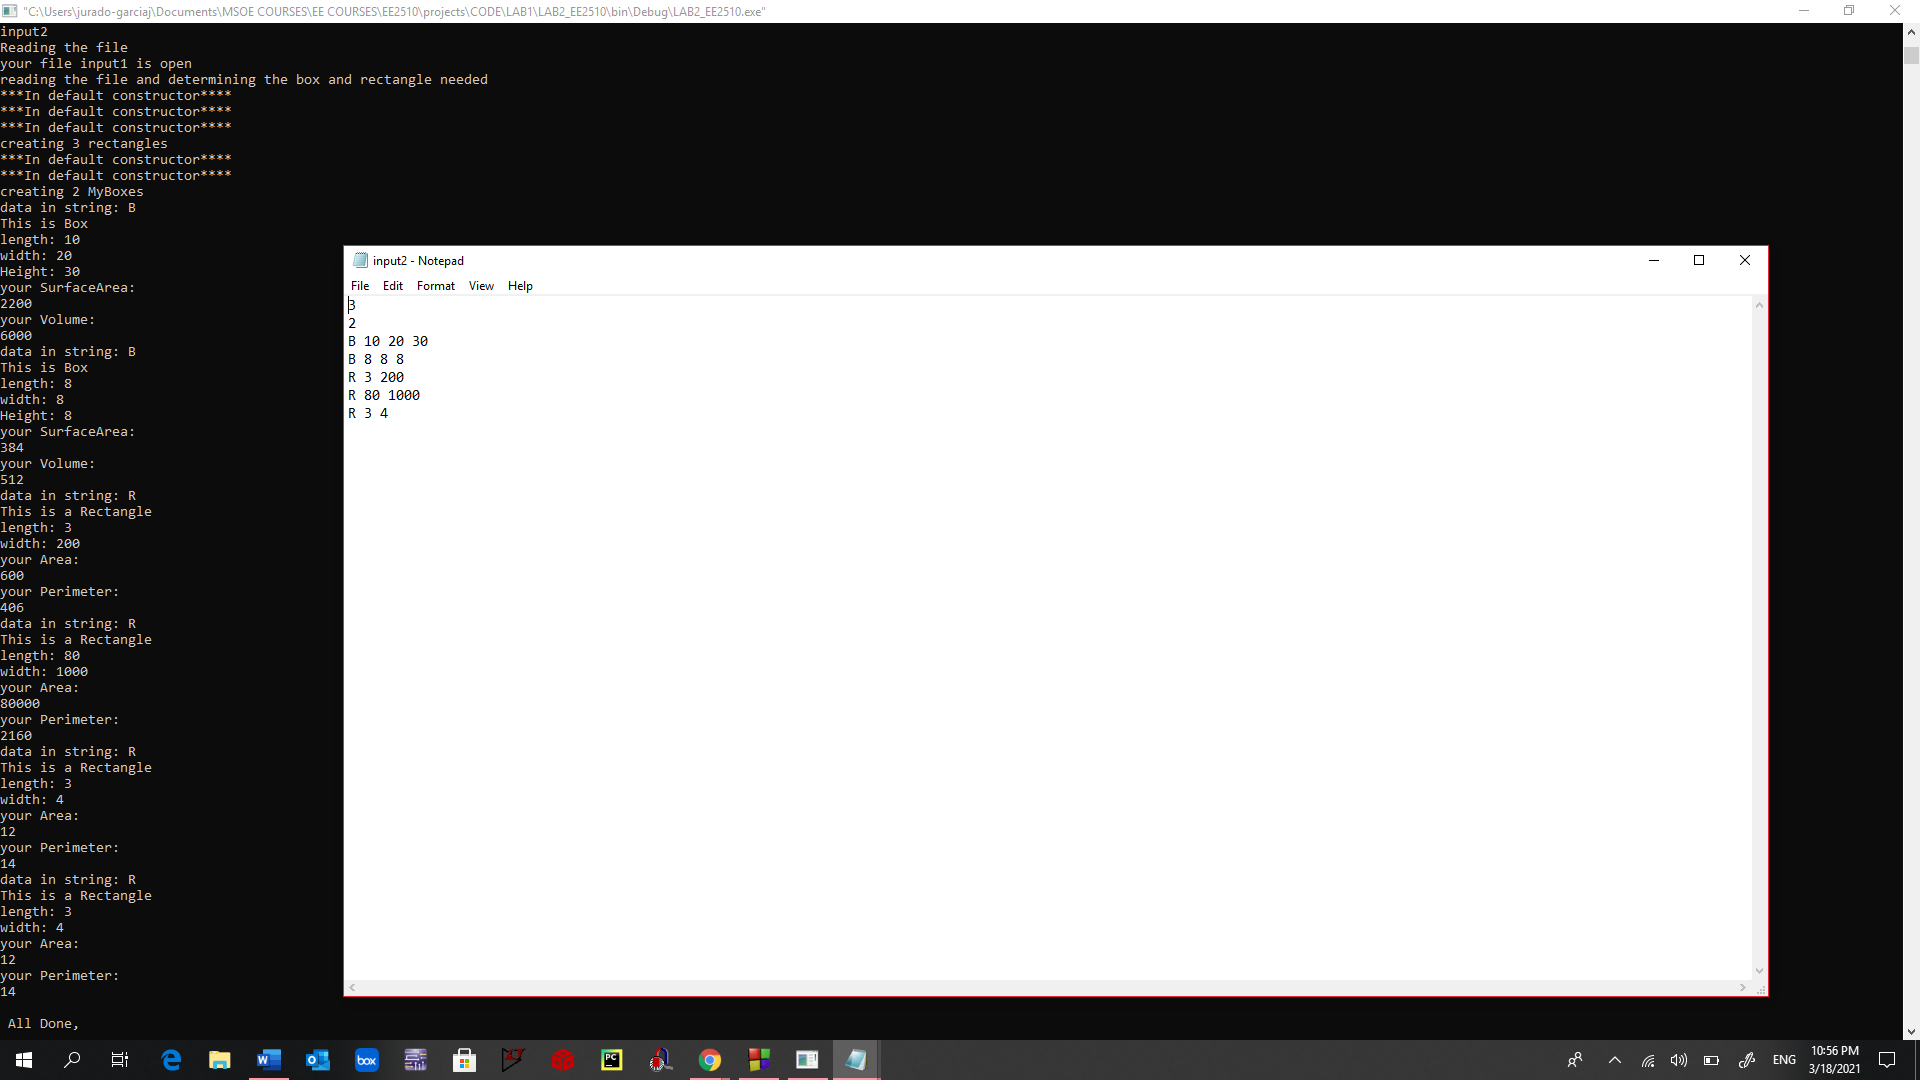 "C:\Users\jurado-garciaj\Documents\MSOE COURSES\EE COURSES\EE2510\projects\CODE\LAB1\LAB2_EE2510\bin\Debug\LAB2_EE2510.exe"
input2
Reading the file
your file input1 is open
reading the file and determining the box and rectangle needed
***In default constructor****
***In default constructor****
***In default constructor****
creating 3 rectangles
***In default constructor****
***In default constructor****
creating 2 MyBoxes
data in string: B
This is Box
length: 10
width: 20
Height: 30
your SurfaceArea:
2200
your Volume:
6000
data in string: B
This is Box
length: 8
width: 8
Height: 8
your SurfaceArea:
384
your Volume:
512
data in string: R
This is a Rectangle
length: 3
width: 200
your Area:
600
your Perimeter:
406
data in string: R
This is a Rectangle
length: 80
width: 1000
your Area:
80000
your Perimeter:
2160
data in string: R
This is a Rectangle
length: 3
width: 4
your Area:
12
your Perimeter:
14
data in string: R
This is a Rectangle
length: 3
width: 4
your Area:
12
your Perimeter:
14
All Done,
input2 - Notepad
File Edit Format View Help
3
2
B 10 20 30
B 8 8 8
R 3 200
R 80 1000
R 3 4
box
PC
ENG
10:56 PM
3/18/2021